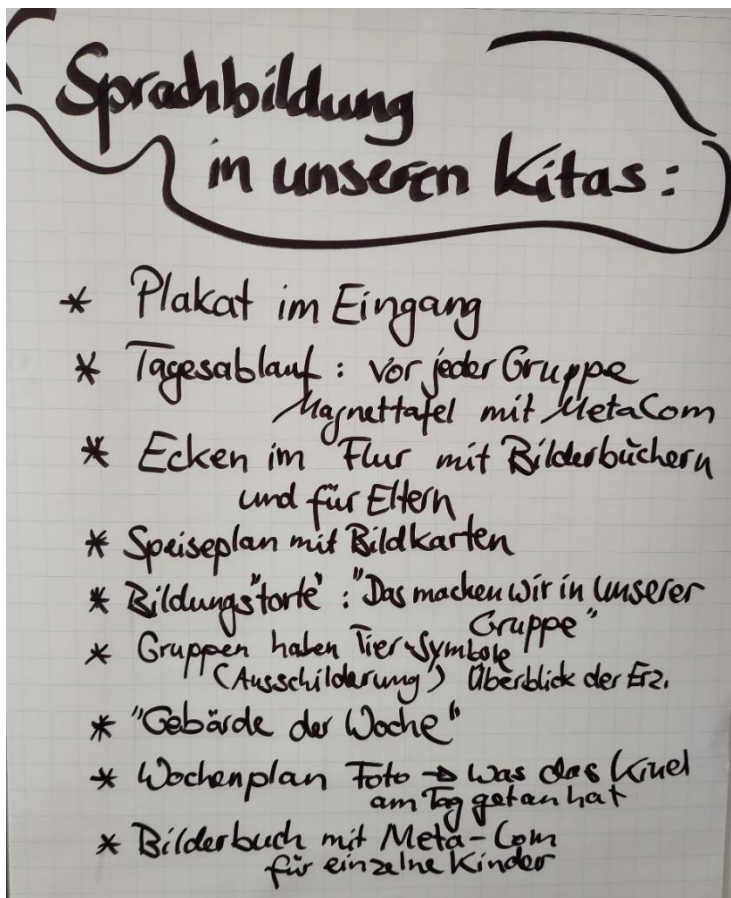 Sprachbildung
in unseren Kitas:
* Plakat im Eingang
* Tagesablauf: vor jeder Gruppe
Magnettafel mit MetaCom
* Ecken im Flur mit Bilderbüchern
und für Eltern
* Speiseplan mit Bildkarten
* Bildungs"torte": "Das machen wir in unserer
Gruppe"
* Gruppen haben Tier-Symbole
(Ausschilderung) Überblick der Erz.
* "Gebärde der Woche"
* Wochenplan Foto → Was das Kind
am Tag getan hat
* Bilderbuch mit Meta-Com
für einzelne Kinder